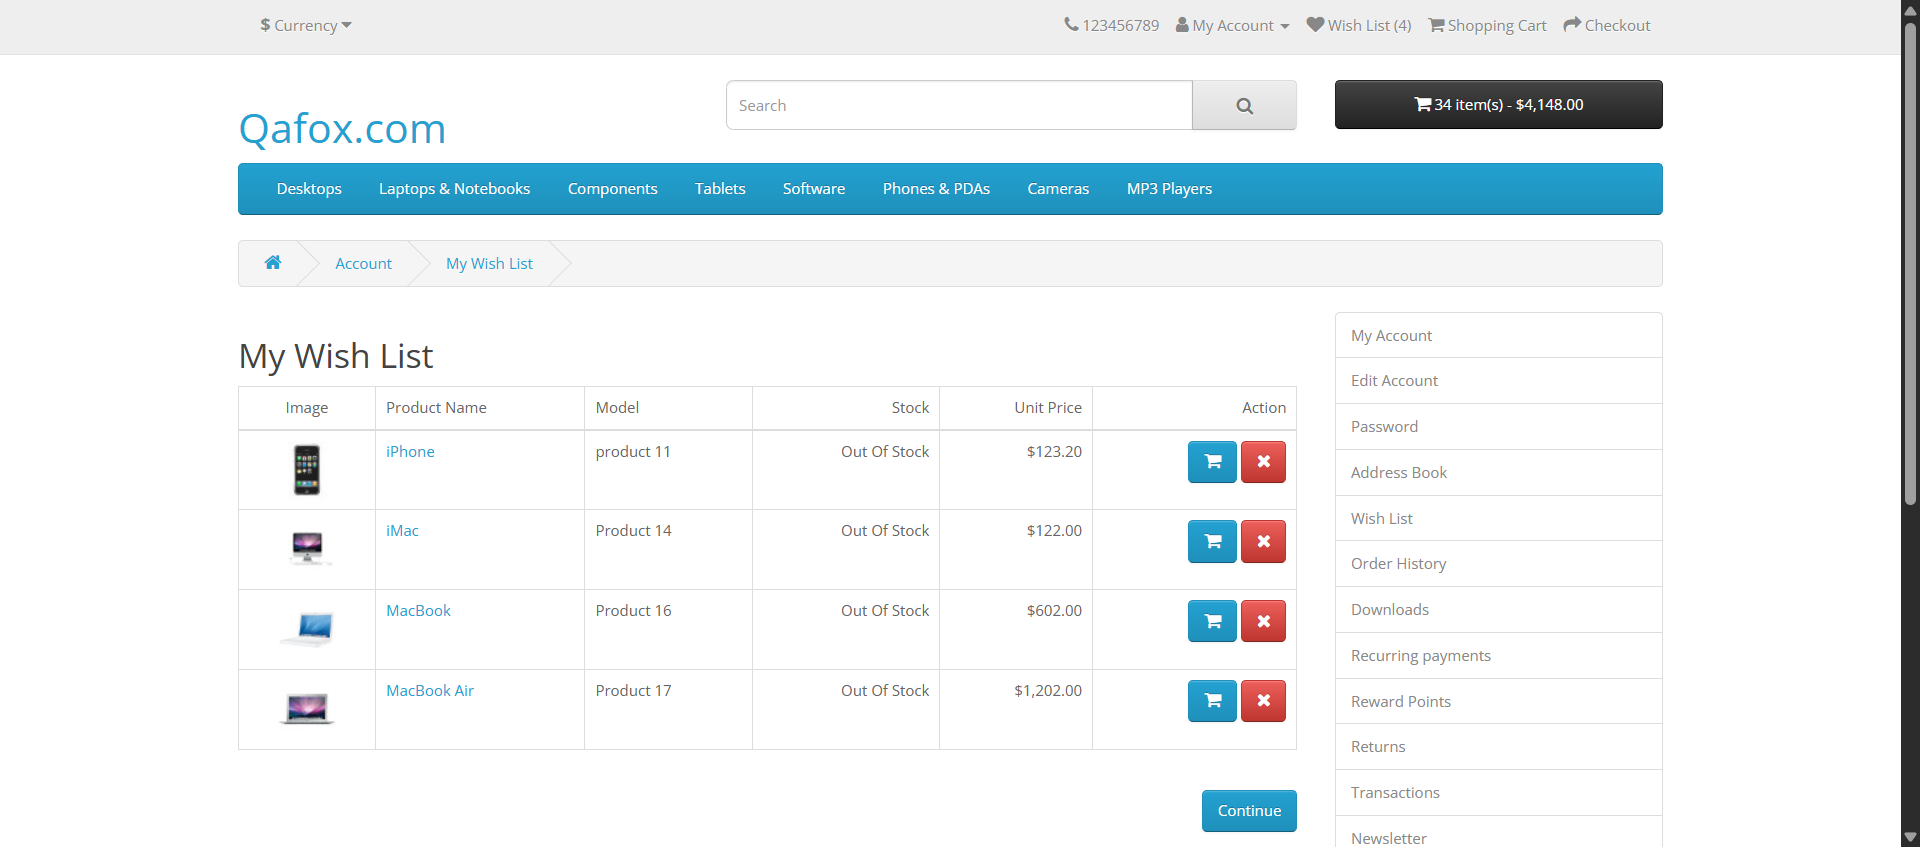 $ Currency
123456789 My Account Wish List (4) Shopping Cart Checkout
Qafox.com
Search
34 item(s) - $4,148.00
Desktops Laptops & Notebooks Components Tablets Software Phones & PDAs Cameras MP3 Players
Account My Wish List
My Wish List
Image Product Name Model Stock Unit Price Action
iPhone product 11 Out Of Stock $123.20
iMac Product 14 Out Of Stock $122.00
MacBook Product 16 Out Of Stock $602.00
MacBook Air Product 17 Out Of Stock $1,202.00
Continue
My Account
Edit Account
Password
Address Book
Wish List
Order History
Downloads
Recurring payments
Reward Points
Returns
Transactions
Newsletter